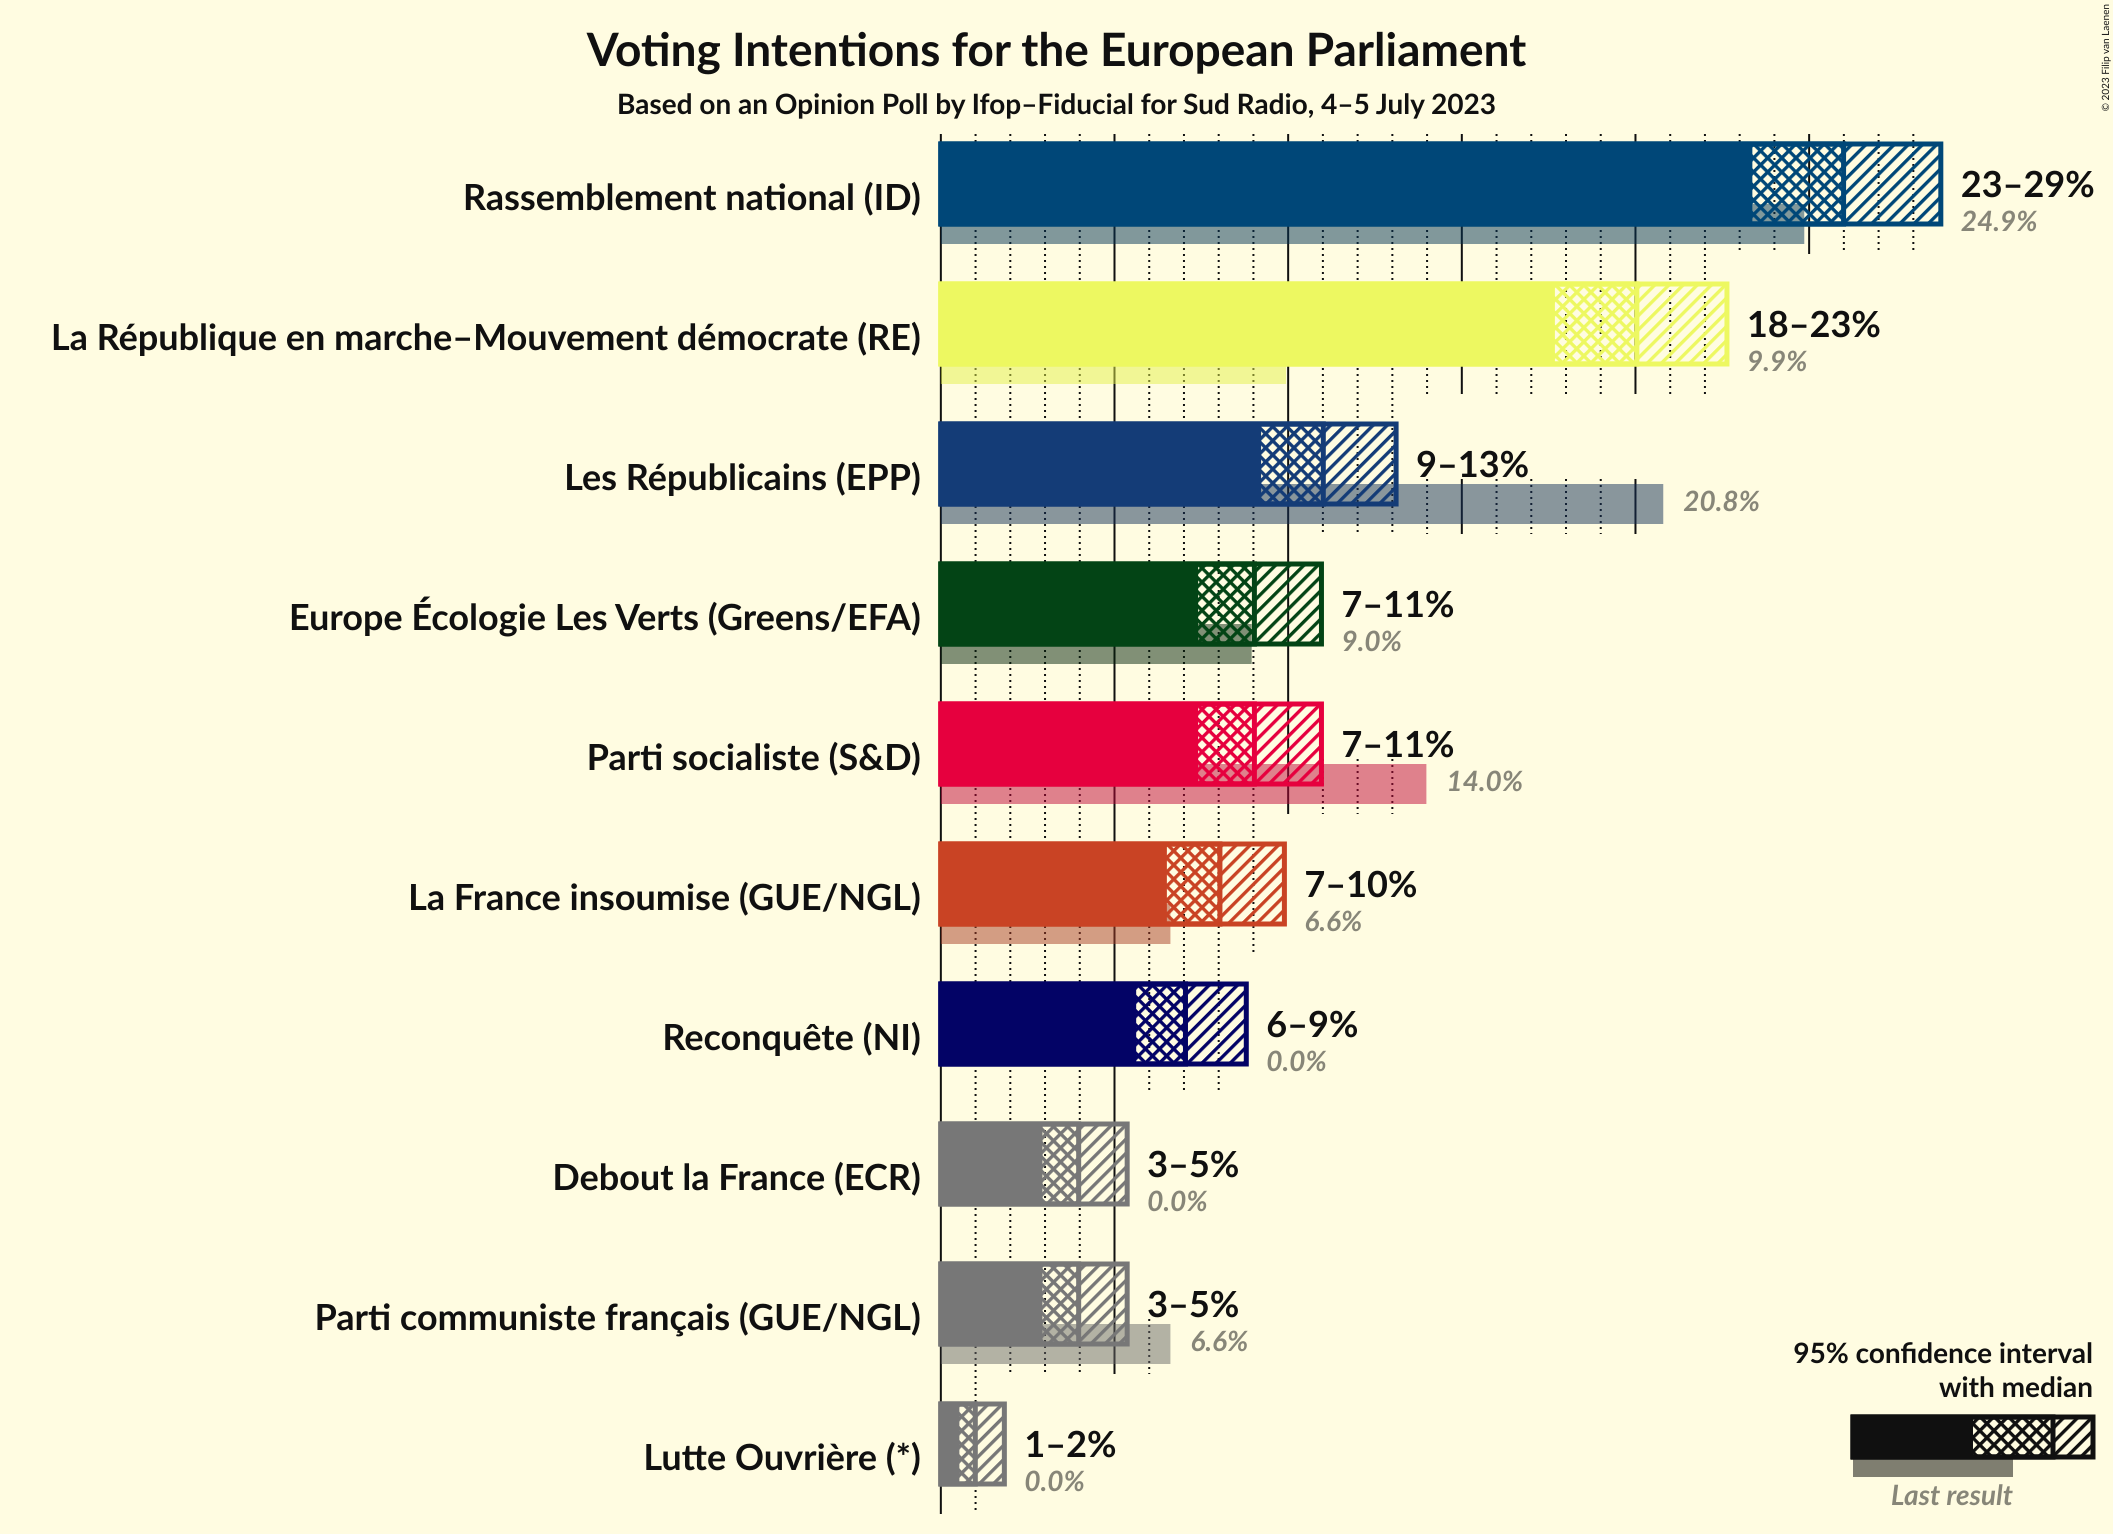 Voting Intentions for the European Parliament
Based on an Opinion Poll by Ifop–Fiducial for Sud Radio, 4–5 July 2023
© 2023 Filip van Laenen
Rassemblement national (ID)
23–29%
24.9%
La République en marche–Mouvement démocrate (RE)
18–23%
9.9%
Les Républicains (EPP)
9–13%
20.8%
Europe Écologie Les Verts (Greens/EFA)
7–11%
9.0%
Parti socialiste (S&D)
7–11%
14.0%
La France insoumise (GUE/NGL)
7–10%
6.6%
Reconquête (NI)
6–9%
0.0%
Debout la France (ECR)
3–5%
0.0%
Parti communiste français (GUE/NGL)
3–5%
6.6%
Lutte Ouvrière (*)
1–2%
0.0%
95% confidence interval
with median
Last result